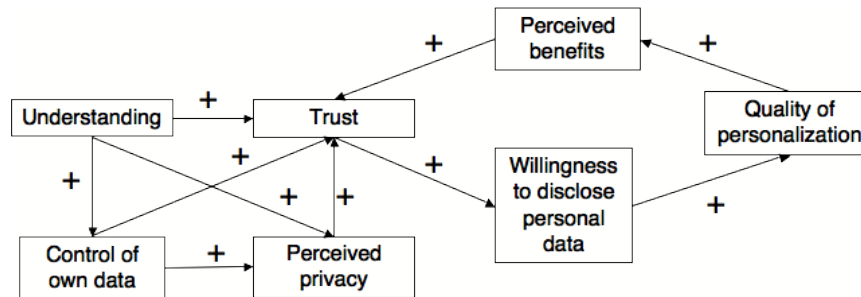 Perceived
benefits
+
+
Understanding
+
Trust
Quality of
personalization
+
+
+
Willingness
to disclose
personal
data
+
+
+
+
Control of
own data
+
Perceived
privacy